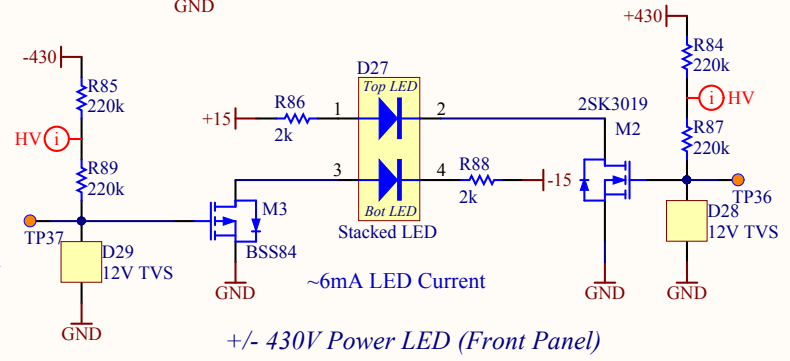 GND
-430
+430
R85
220k
R84
220k
D27
Top LED
HV i
i HV
R86
2k
+15
1
2
2SK3019
M2
R87
220k
R89
220k
3
4
R88
2k
-15
Bot LED
Stacked LED
TP37
M3
BSS84
TP36
D29
12V TVS
D28
12V TVS
~6mA LED Current
GND
GND
GND
GND
+/- 430V Power LED (Front Panel)